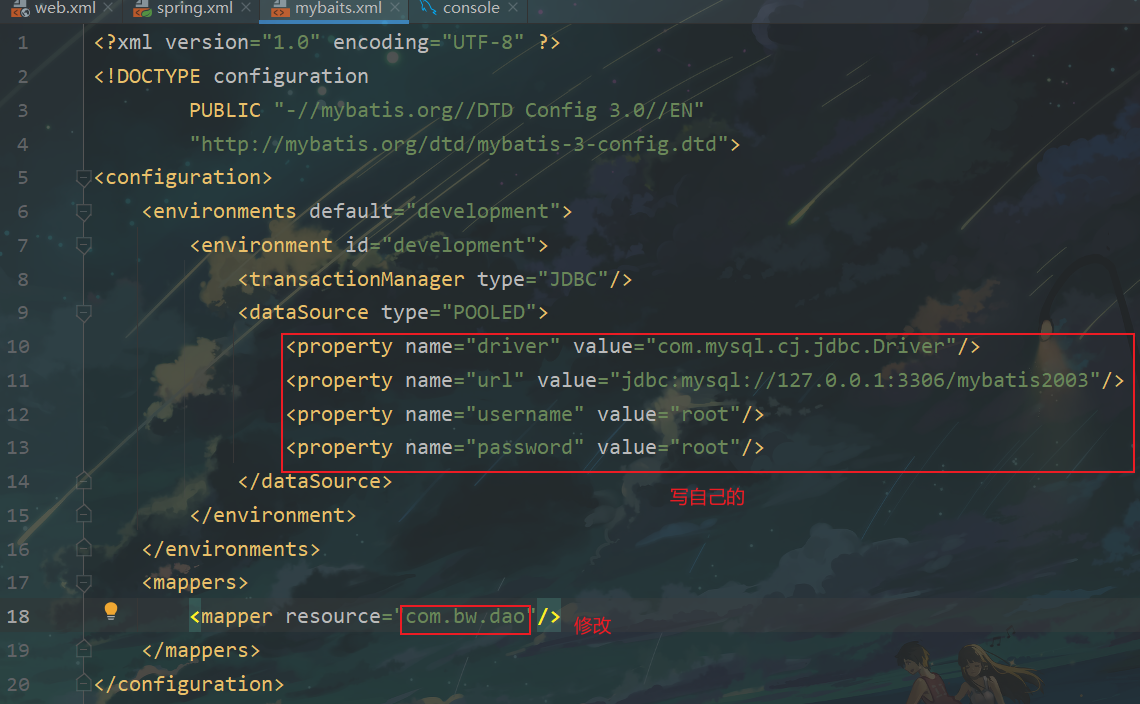 web.xml spring.xml mybaits.xml console
1 <?xml version="1.0" encoding="UTF-8" ?>
2 <!DOCTYPE configuration
3 PUBLIC "-//mybatis.org//DTD Config 3.0//EN"
4 "http://mybatis.org/dtd/mybatis-3-config.dtd">
5 <configuration>
6 <environments default="development">
7 <environment id="development">
8 <transactionManager type="JDBC"/>
9 <dataSource type="POOLED">
10 <property name="driver" value="com.mysql.cj.jdbc.Driver"/>
11 <property name="url" value="jdbc:mysql://127.0.0.1:3306/mybatis2003"/>
12 <property name="username" value="root"/>
13 <property name="password" value="root"/>
14 </dataSource>
写自己的
15 </environment>
16 </environments>
17 <mappers>
18 <mapper resource="com.bw.dao"/> 修改
19 </mappers>
20 </configuration>